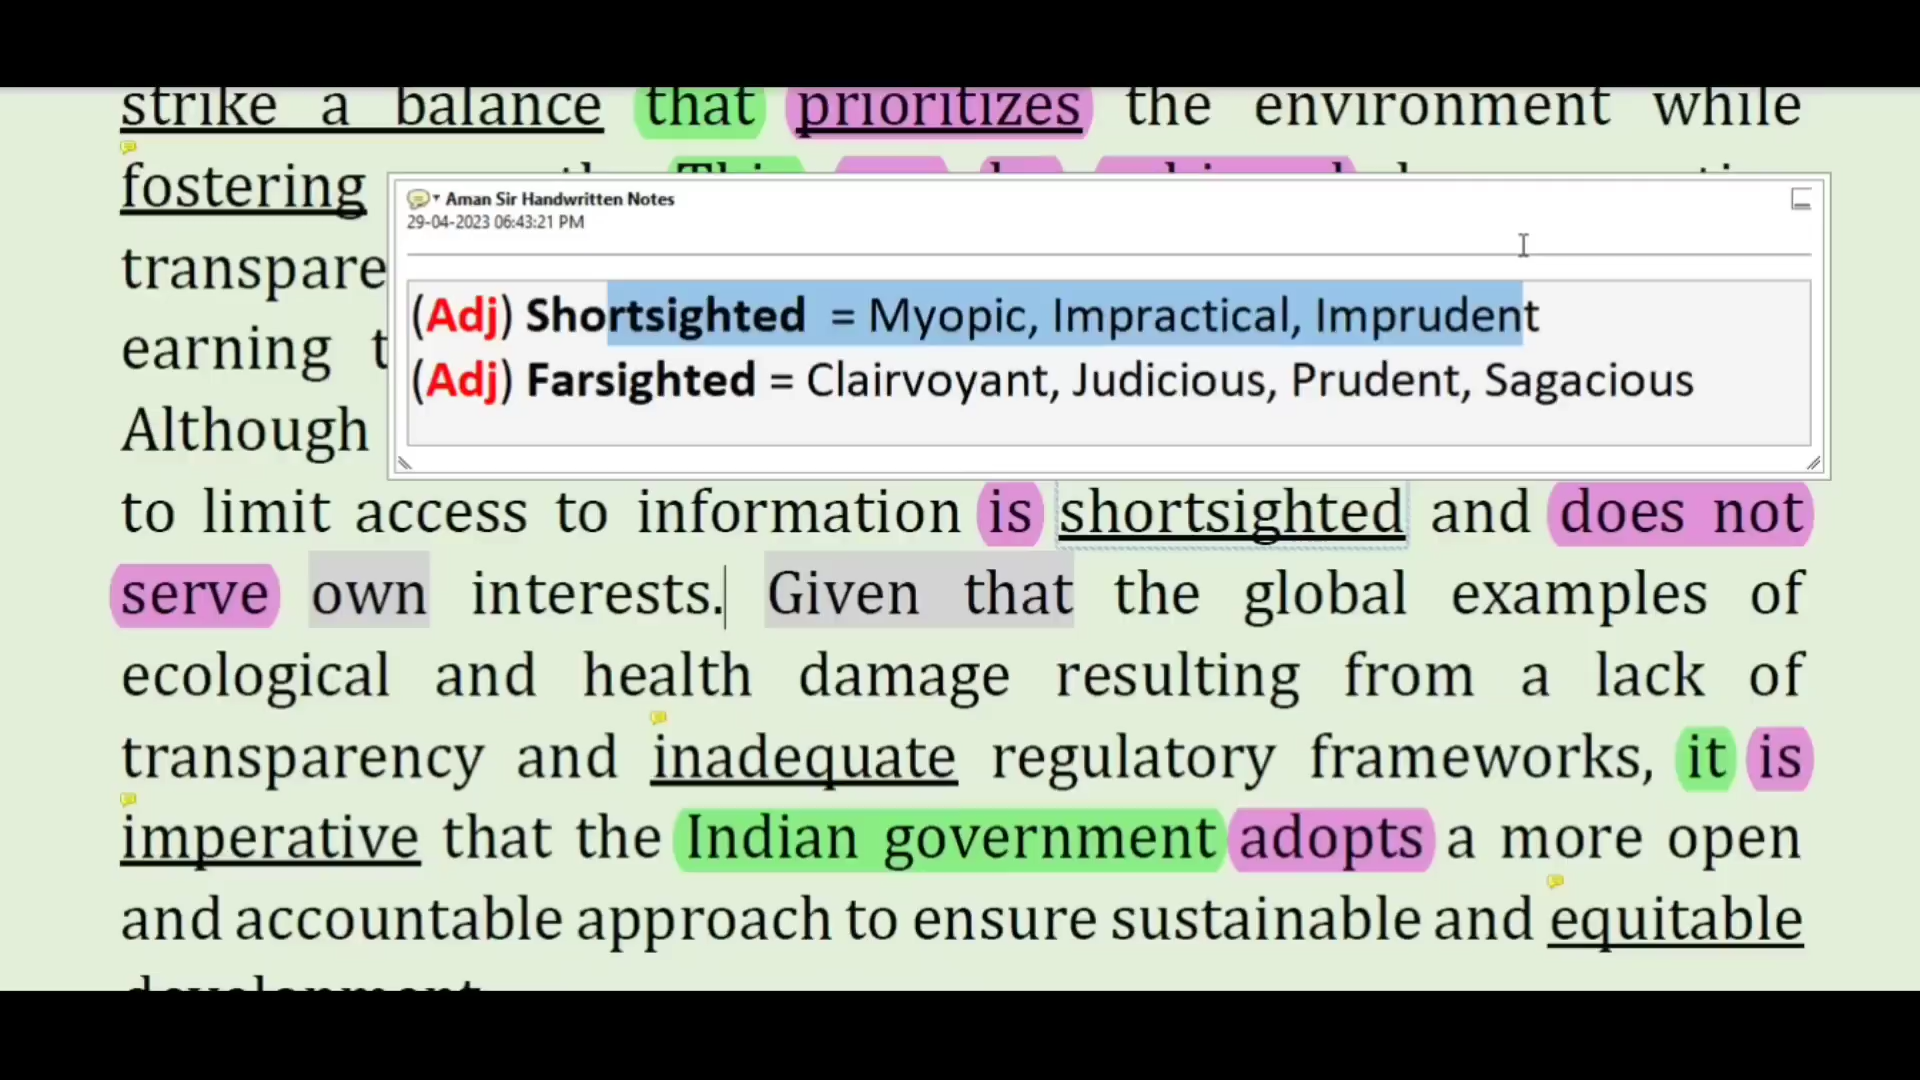 strike a balance that prioritizes the environment while
fostering
Aman Sir Handwritten Notes
29-04-2023 06:43:21 PM
(Adj) Shortsighted = Myopic, Impractical, Imprudent
(Adj) Farsighted = Clairvoyant, Judicious, Prudent, Sagacious
transpare
earning t
Although
to limit access to information is shortsighted and does not
serve own interests. Given that the global examples of
ecological and health damage resulting from a lack of
transparency and inadequate regulatory frameworks, it is
imperative that the Indian government adopts a more open
and accountable approach to ensure sustainable and equitable
development